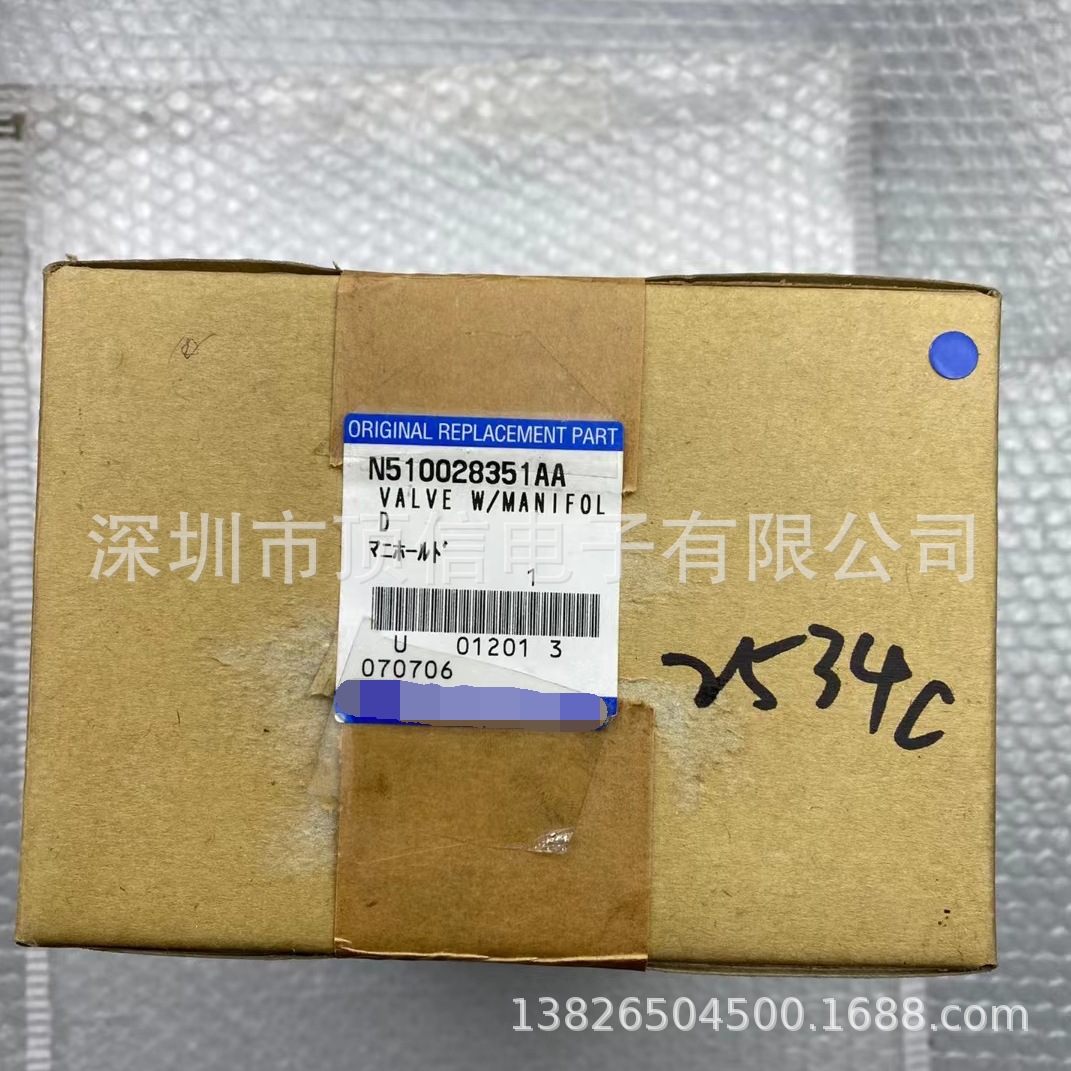 ORIGINAL REPLACEMENT PART
N510028351AA
VALVE W/MANIFOL
D
マニホールド
深圳市顶信电子有限公司
1
U 01201 3
070706
2534C
13826504500.1688.com